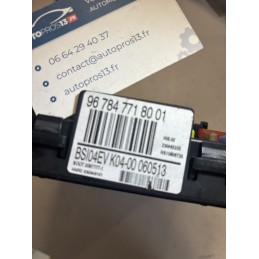 AUTOPROS13.FR
06 64 29 40 37
contact@autopros13.fr
https://autopros13.fr
96 784 771 80 01
BSI04EV K04-00 060513